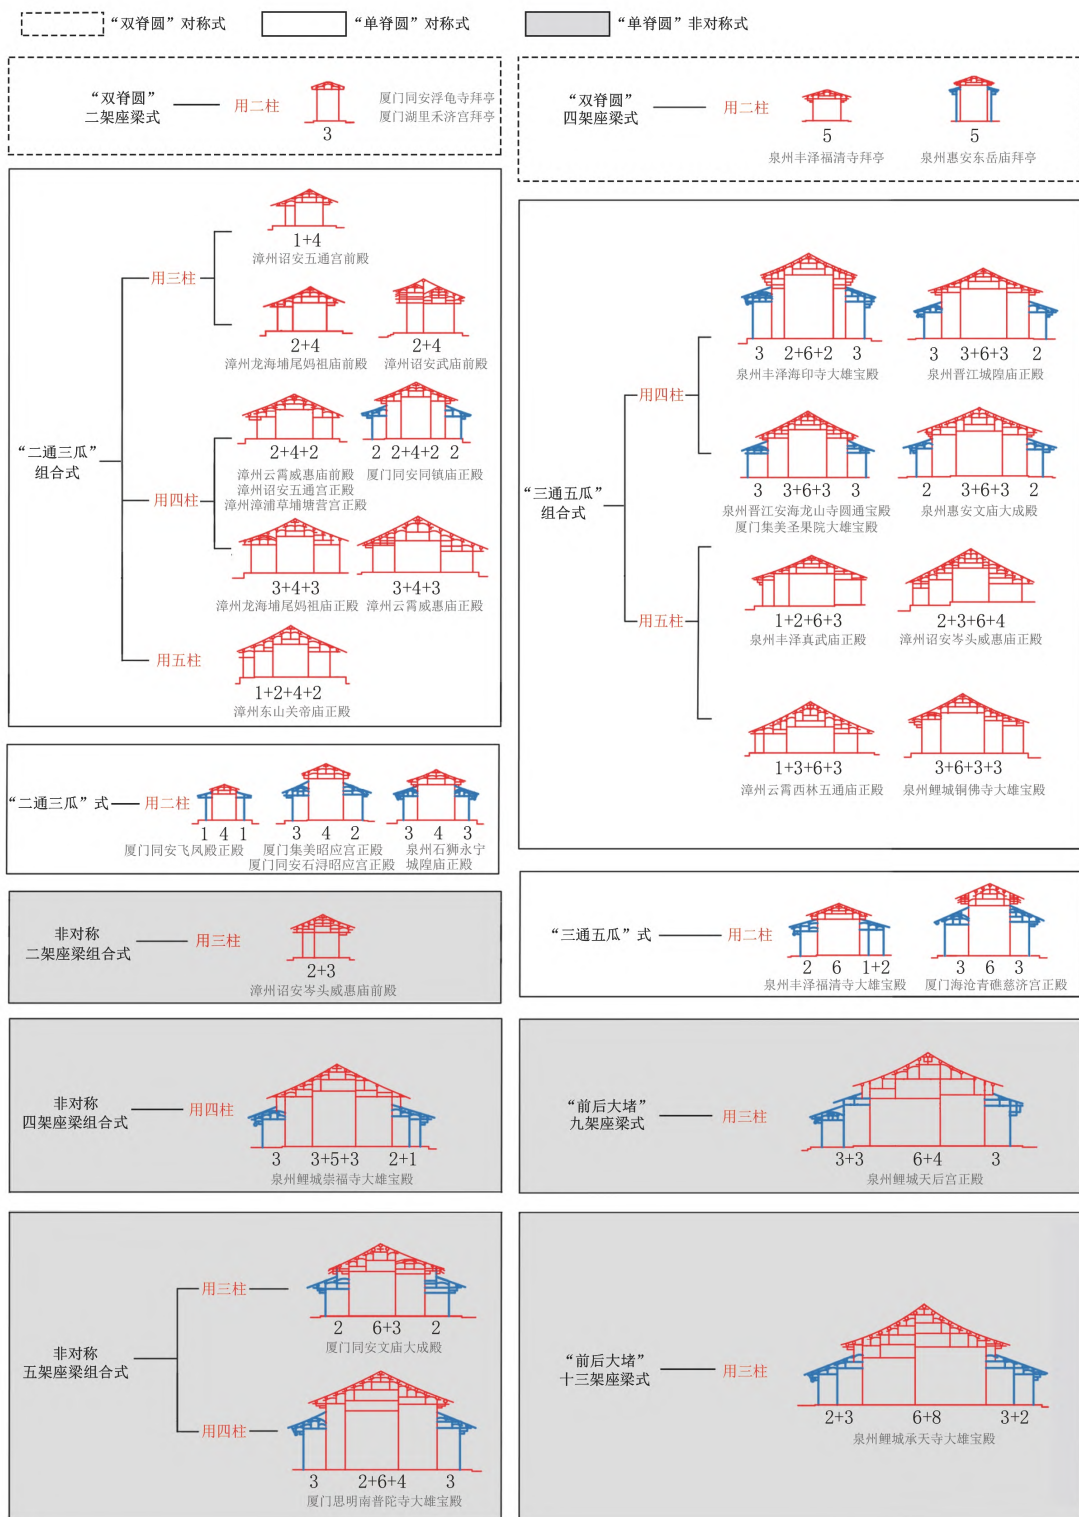 “双脊圆”对称式
“单脊圆”对称式
“单脊圆”非对称式
“双脊圆”
二架座梁式
用二柱
3
厦门同安浮龟寺拜亭
厦门湖里禾济宫拜亭
“双脊圆”
四架座梁式
用二柱
5
泉州丰泽福清寺拜亭
5
泉州惠安东岳庙拜亭
“二通三瓜”
组合式
用三柱
1+4
漳州诏安五通宫前殿
2+4
漳州龙海埔尾妈祖庙前殿
2+4
漳州诏安武庙前殿
用四柱
2+4+2
漳州云霄威惠庙前殿
漳州诏安五通宫正殿
漳州漳浦草埔塘营宫正殿
2 2+4+2 2
厦门同安同镇庙正殿
3+4+3
漳州龙海埔尾妈祖庙正殿
3+4+3
漳州云霄威惠庙正殿
用五柱
1+2+4+2
漳州东山关帝庙正殿
“三通五瓜”
组合式
用四柱
3 2+6+2 3
泉州丰泽海印寺大雄宝殿
3 3+6+3 2
泉州晋江城隍庙正殿
3 3+6+3 3
泉州晋江安海龙山寺圆通宝殿
厦门集美圣果院大雄宝殿
2 3+6+3 2
泉州惠安文庙大成殿
用五柱
1+2+6+3
泉州丰泽真武庙正殿
2+3+6+4
漳州诏安岑头威惠庙正殿
1+3+6+3
漳州云霄西林五通庙正殿
3+6+3+3
泉州鲤城铜佛寺大雄宝殿
“二通三瓜”式
用二柱
1 4 1
厦门同安飞凤殿正殿
3 4 2
厦门集美昭应宫正殿
厦门同安石浔昭应宫正殿
3 4 3
泉州石狮永宁
城隍庙正殿
“三通五瓜”式
用二柱
2 6 1+2
泉州丰泽福清寺大雄宝殿
3 6 3
厦门海沧青礁慈济宫正殿
非对称
二架座梁组合式
用三柱
2+3
漳州诏安岑头威惠庙前殿
非对称
四架座梁组合式
用四柱
3 3+5+3 2+1
泉州鲤城崇福寺大雄宝殿
“前后大堵”
九架座梁式
用三柱
3+3 6+4 3
泉州鲤城天后宫正殿
非对称
五架座梁组合式
用三柱
2 6+3 2
厦门同安文庙大成殿
用四柱
3 2+6+4 3
厦门思明南普陀寺大雄宝殿
“前后大堵”
十三架座梁式
用三柱
2+3 6+8 3+2
泉州鲤城承天寺大雄宝殿